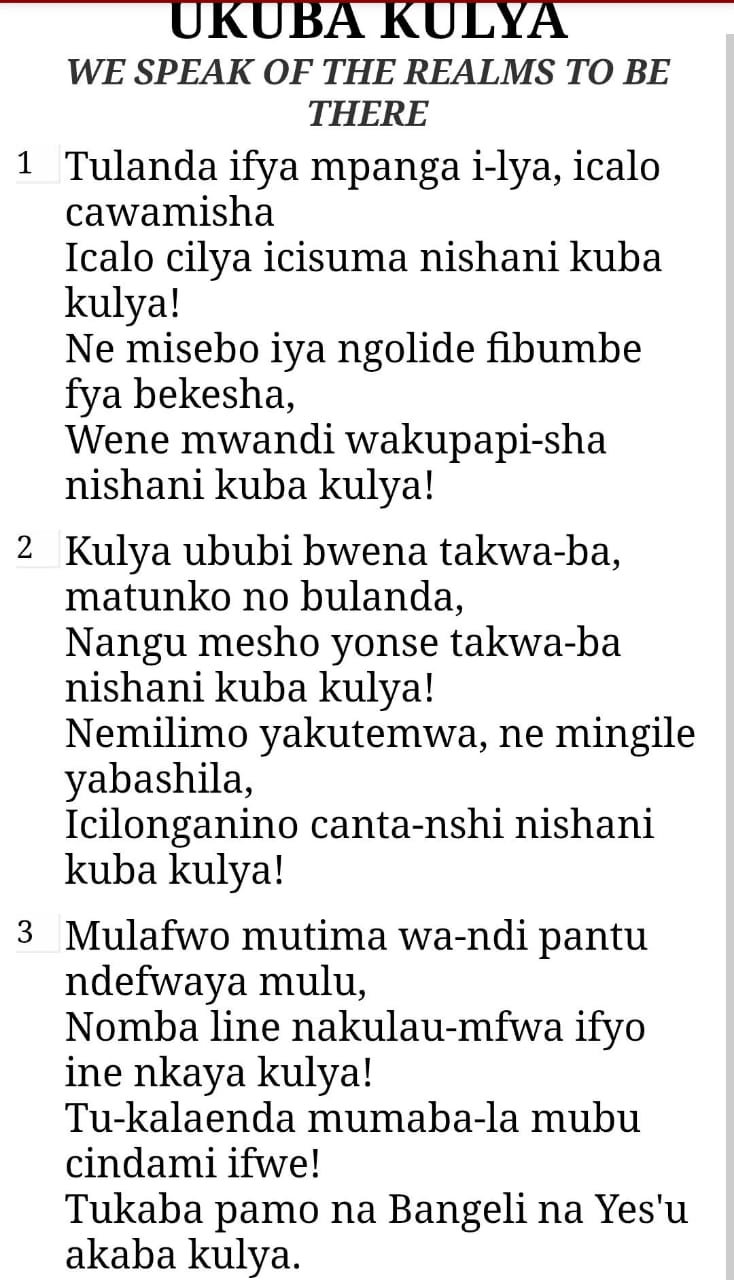 UKUBA KULYA
WE SPEAK OF THE REALMS TO BE
THERE
1 Tulanda ifya mpanga i-lya, icalo
cawamisha
Icalo cilya icisuma nishani kuba
kulya!
Ne misebo iya ngolide fibumbe
fya bekesha,
Wene mwandi wakupapi-sha
nishani kuba kulya!
2 Kulya ububi bwena takwa-ba,
matunko no bulanda,
Nangu mesho yonse takwa-ba
nishani kuba kulya!
Nemilimo yakutemwa, ne mingile
yabashila,
Icilonganino canta-nshi nishani
kuba kulya!
3 Mulafwo mutima wa-ndi pantu
ndefwaya mulu,
Nomba line nakulau-mfwa ifyo
ine nkaya kulya!
Tu-kalaenda mumaba-la mubu
cindami ifwe!
Tukaba pamo na Bangeli na Yes'u
akaba kulya.